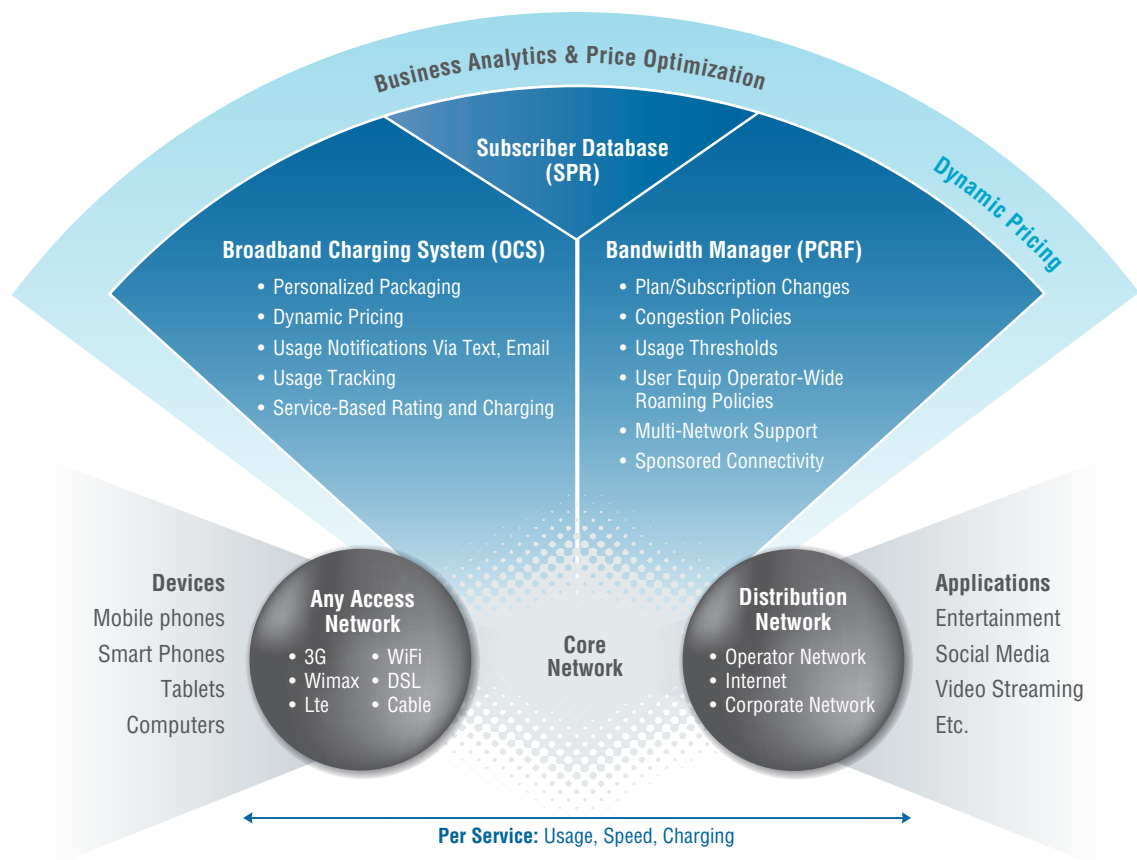 Business Analytics & Price Optimization
Dynamic Pricing
Subscriber Database
(SPR)
Broadband Charging System (OCS)
• Personalized Packaging
• Dynamic Pricing
• Usage Notifications Via Text, Email
• Usage Tracking
• Service-Based Rating and Charging
Bandwidth Manager (PCRF)
• Plan/Subscription Changes
• Congestion Policies
• Usage Thresholds
• User Equip Operator-Wide
Roaming Policies
• Multi-Network Support
• Sponsored Connectivity
Devices
Mobile phones
Smart Phones
Tablets
Computers
Any Access
Network
• 3G
• Wimax
• Lte
• WiFi
• DSL
• Cable
Core
Network
Distribution
Network
• Operator Network
• Internet
• Corporate Network
Applications
Entertainment
Social Media
Video Streaming
Etc.
Per Service: Usage, Speed, Charging